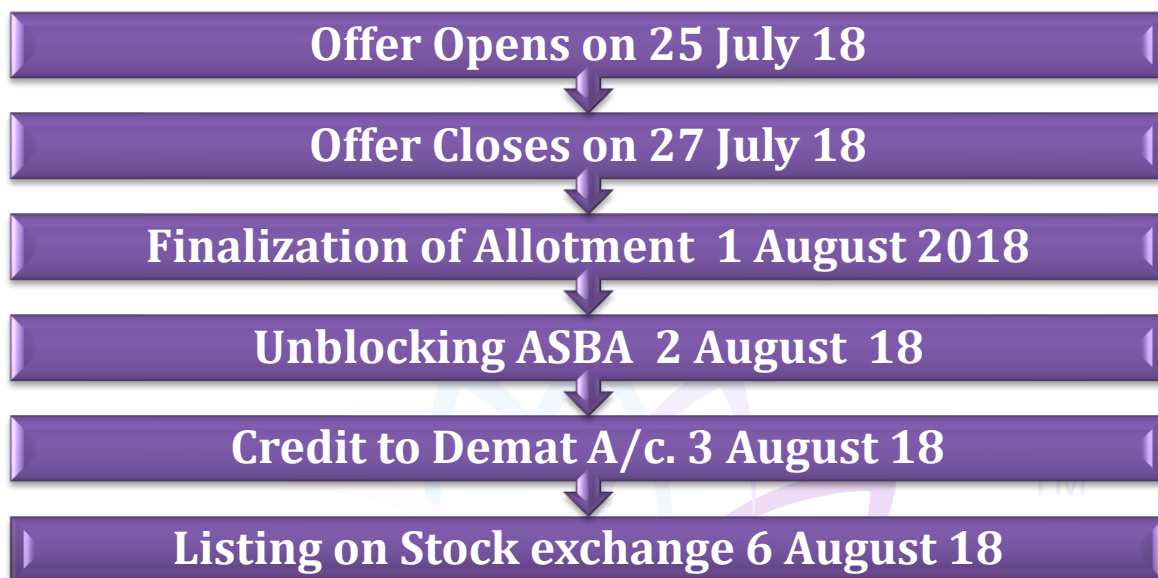 Offer Opens on 25 July 18
Offer Closes on 27 July 18
Finalization of Allotment 1 August 2018
Unblocking ASBA 2 August 18
Credit to Demat A/c. 3 August 18
TM
Listing on Stock exchange 6 August 18